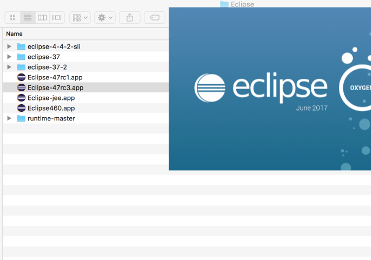 Eclipse
Name
eclipse-4-4-2-sli
eclipse-37
eclipse-37-2
Eclipse-47rc1.app
Eclipse-47rc3.app
Eclipse-jee.app
Eclipse460.app
runtime-master
eclipse
June 2017
OXYGEN